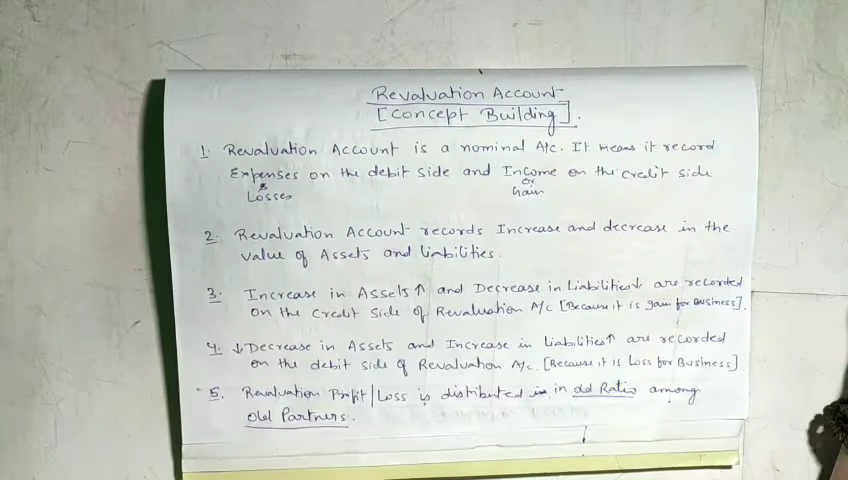 Revaluation Account
[Concept Building].
1. Revaluation Account is a nominal A/c. It means it record
Expenses on the debit side and Income on the credit side
& Losses
or Gain
2. Revaluation Account records Increase and decrease in the
value of Assets and liabilities.
3. Increase in Assets↑ and Decrease in Liabilities↓ are recorded
on the credit side of Revaluation A/c [Because it is gain for Business].
4. ↓Decrease in Assets and Increase in liabilities↑ are recorded
on the debit side of Revaluation A/c. [Because it is Loss for Business]
5. Revaluation Profit/Loss is distributed in in old Ratio among
Old Partners.